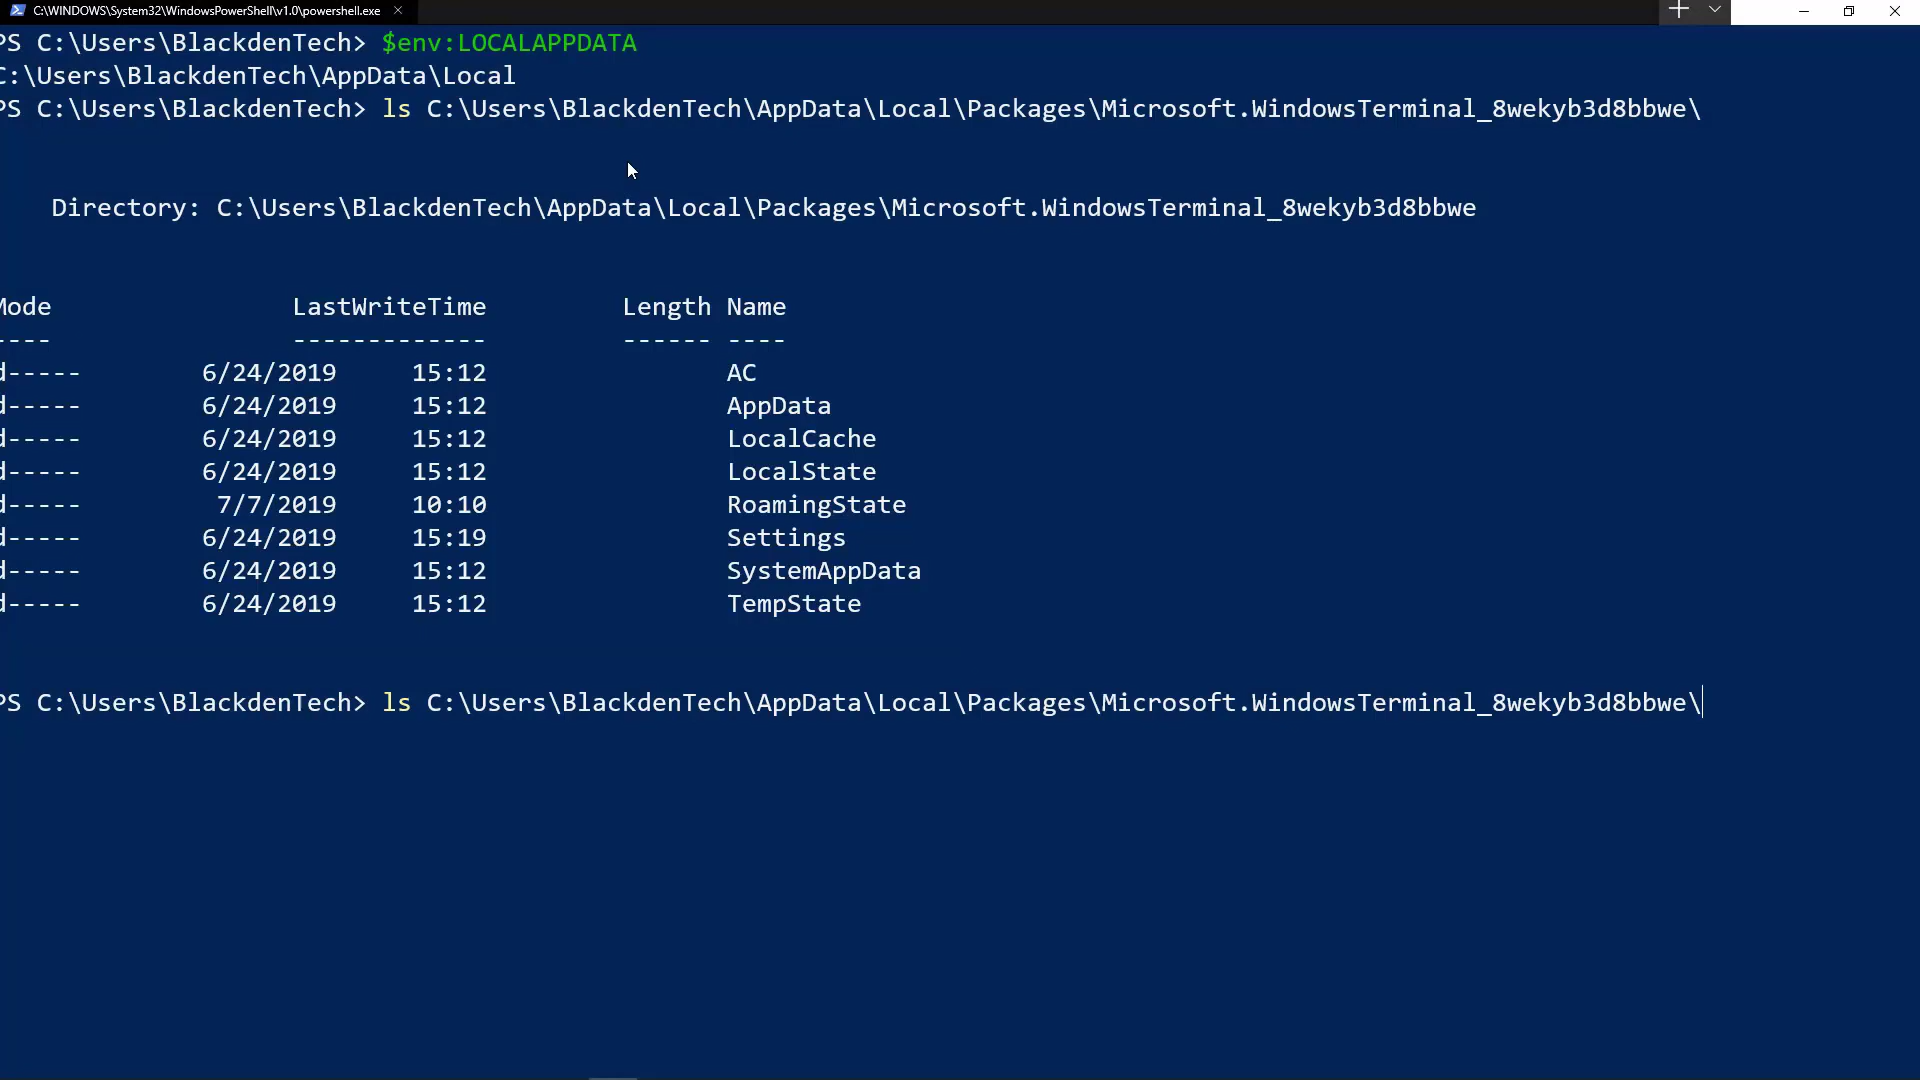 C:\WINDOWS\System32\WindowsPowerShell\v1.0\powershell.exe
PS C:\Users\BlackdenTech> $env:LOCALAPPDATA
C:\Users\BlackdenTech\AppData\Local
PS C:\Users\BlackdenTech> ls C:\Users\BlackdenTech\AppData\Local\Packages\Microsoft.WindowsTerminal_8wekyb3d8bbwe\
Directory: C:\Users\BlackdenTech\AppData\Local\Packages\Microsoft.WindowsTerminal_8wekyb3d8bbwe
Mode LastWriteTime Length Name
---- ------------- ------ ----
d----- 6/24/2019 15:12 AC
d----- 6/24/2019 15:12 AppData
d----- 6/24/2019 15:12 LocalCache
d----- 6/24/2019 15:12 LocalState
d----- 7/7/2019 10:10 RoamingState
d----- 6/24/2019 15:19 Settings
d----- 6/24/2019 15:12 SystemAppData
d----- 6/24/2019 15:12 TempState
PS C:\Users\BlackdenTech> ls C:\Users\BlackdenTech\AppData\Local\Packages\Microsoft.WindowsTerminal_8wekyb3d8bbwe\